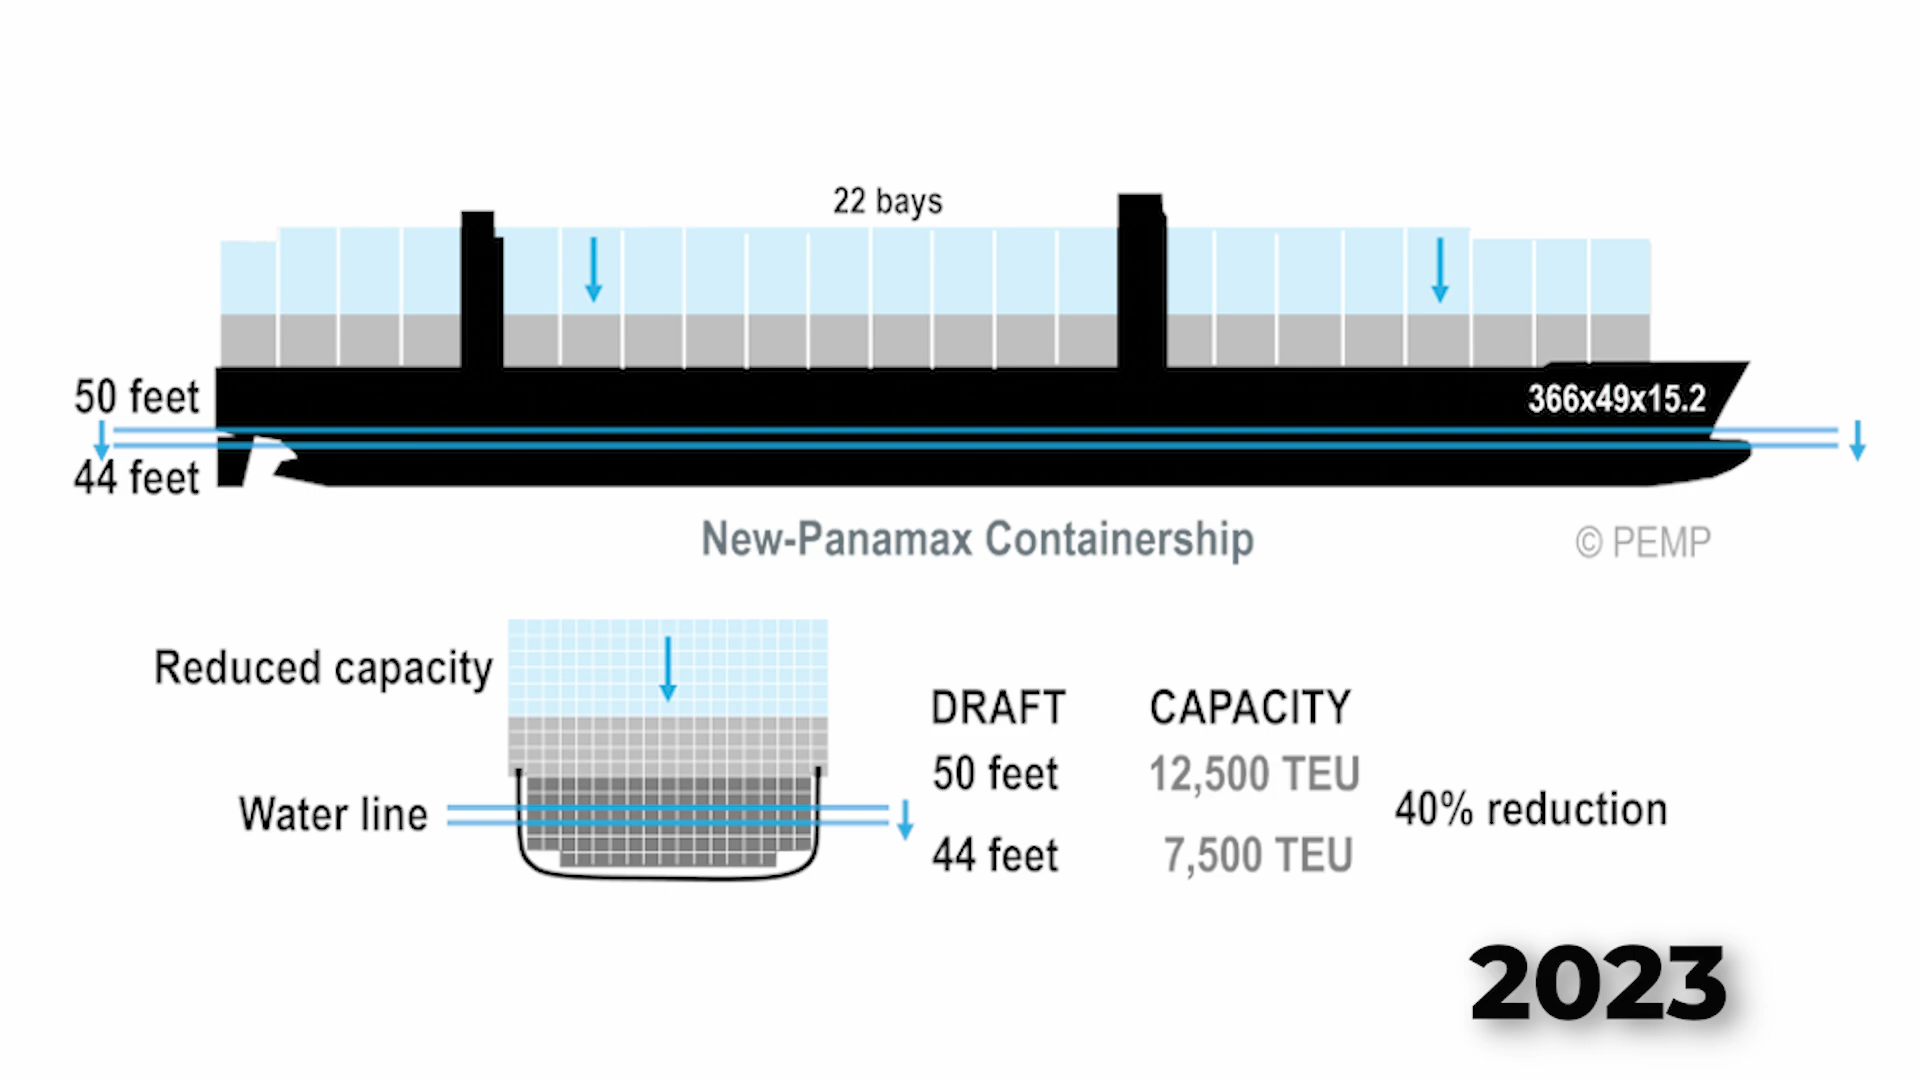 22 bays
50 feet
366x49x15.2
44 feet
New-Panamax Containership
© PEMP
Reduced capacity
DRAFT CAPACITY
50 feet 12,500 TEU
Water line
40% reduction
44 feet 7,500 TEU
2023